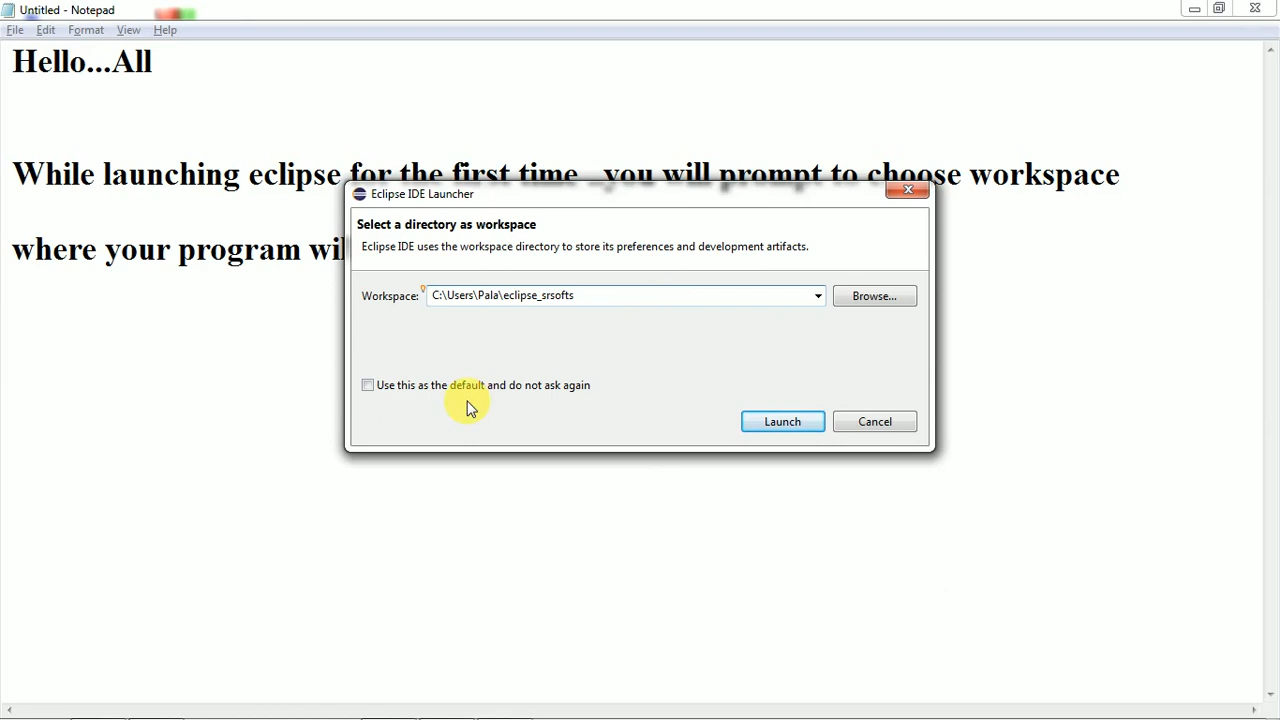 Untitled - Notepad
File Edit Format View Help
Hello...All
While launching eclipse for the first time ...you will prompt to choose workspace
where your program wil
Eclipse IDE Launcher
Select a directory as workspace
Eclipse IDE uses the workspace directory to store its preferences and development artifacts.
Workspace: C:\Users\Pala\eclipse_srsofts Browse...
Use this as the default and do not ask again
Launch Cancel